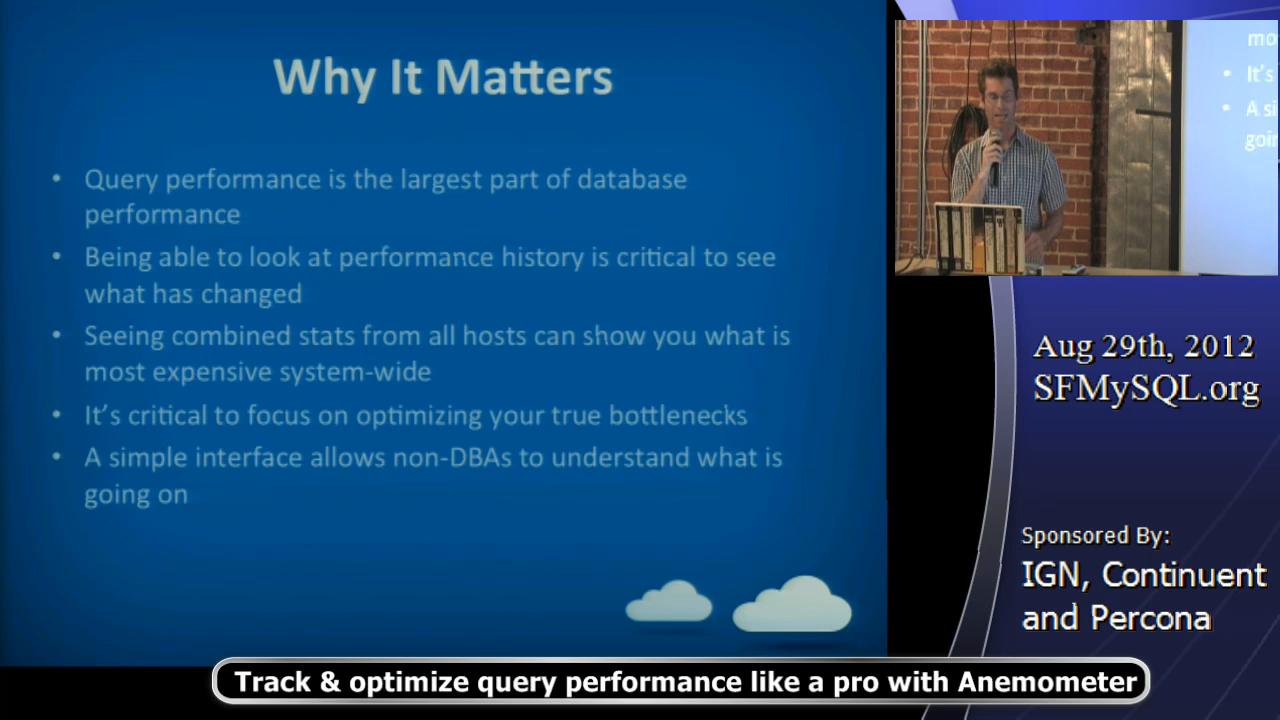 Why It Matters
• Query performance is the largest part of database
performance
• Being able to look at performance history is critical to see
what has changed
• Seeing combined stats from all hosts can show you what is
most expensive system-wide
• It's critical to focus on optimizing your true bottlenecks
• A simple interface allows non-DBAs to understand what is
going on
mo
• It's
• A si
goin
Aug 29th, 2012
SFMySQL.org
Sponsored By:
IGN, Continuent
and Percona
Track & optimize query performance like a pro with Anemometer